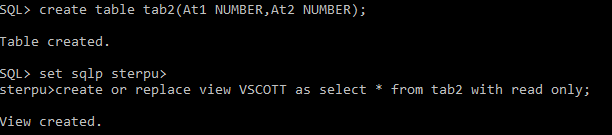 SQL> create table tab2(At1 NUMBER,At2 NUMBER);
Table created.
SQL> set sqlp sterpu>
sterpu>create or replace view VSCOTT as select * from tab2 with read only;
View created.